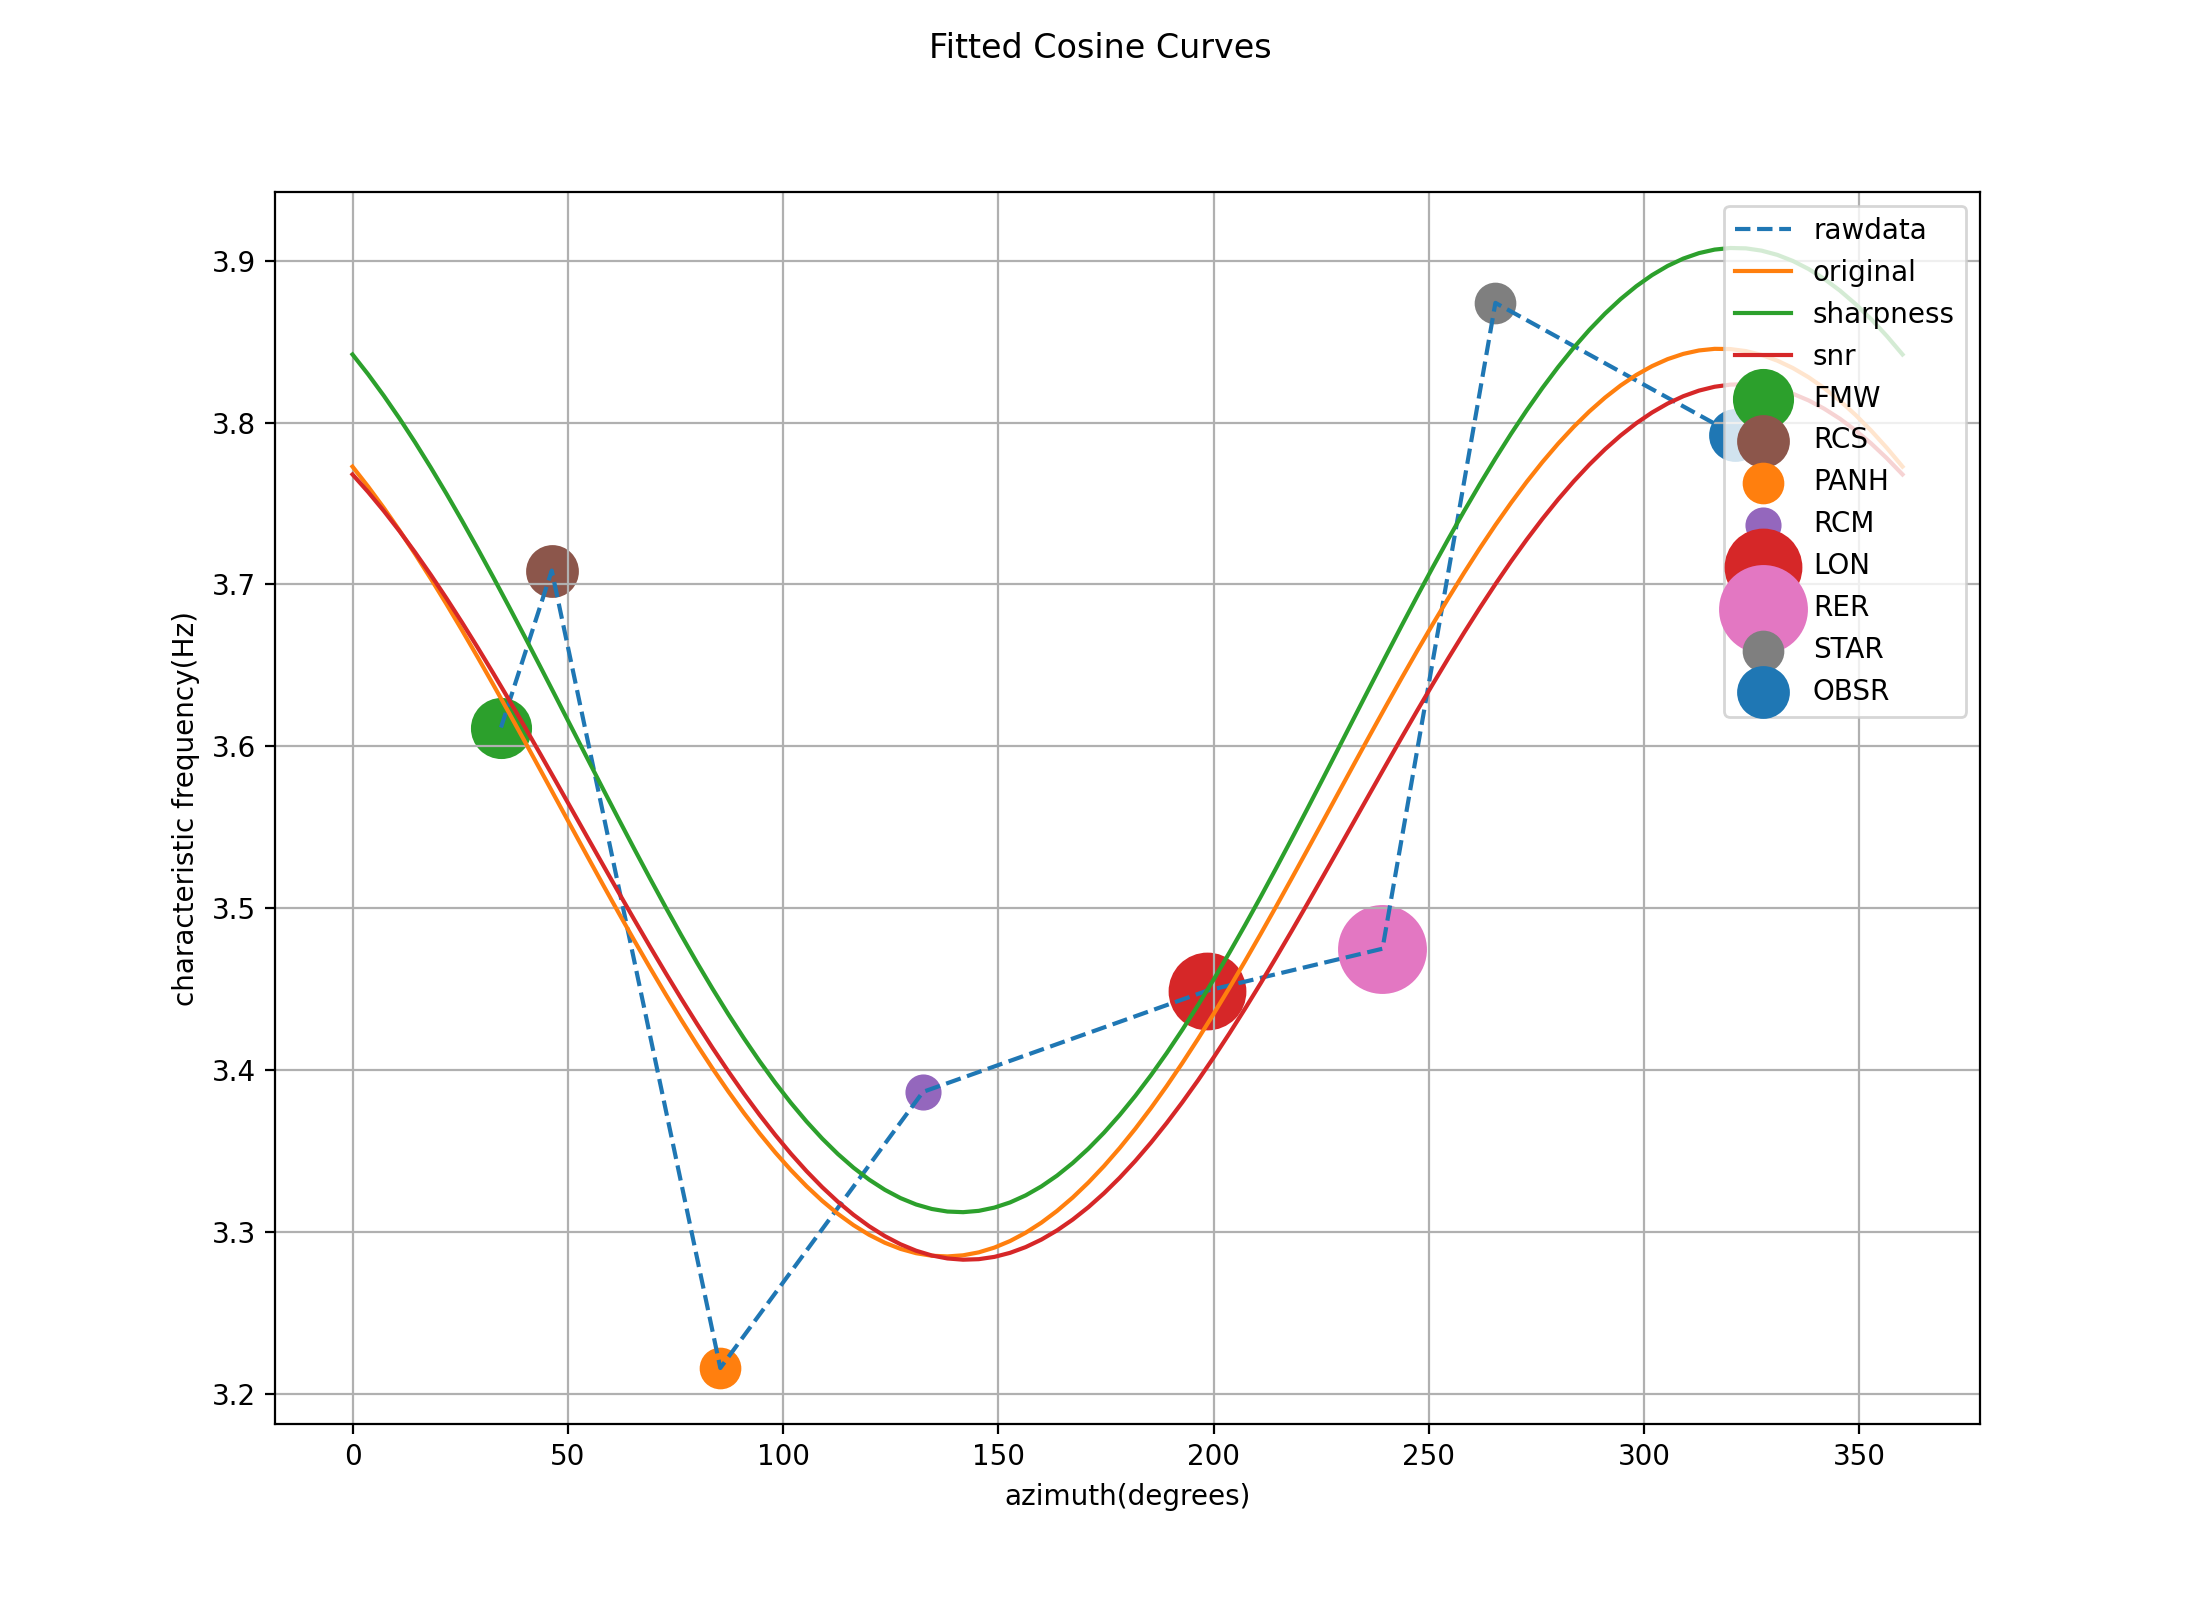 Fitted Cosine Curves
3.9
3.8
3.7
3.6
3.5
3.4
3.3
3.2
characteristic frequency(Hz)
0 50 100 150 200 250 300 350
azimuth(degrees)
rawdata
original
sharpness
snr
FMW
RCS
PANH
RCM
LON
RER
STAR
OBSR